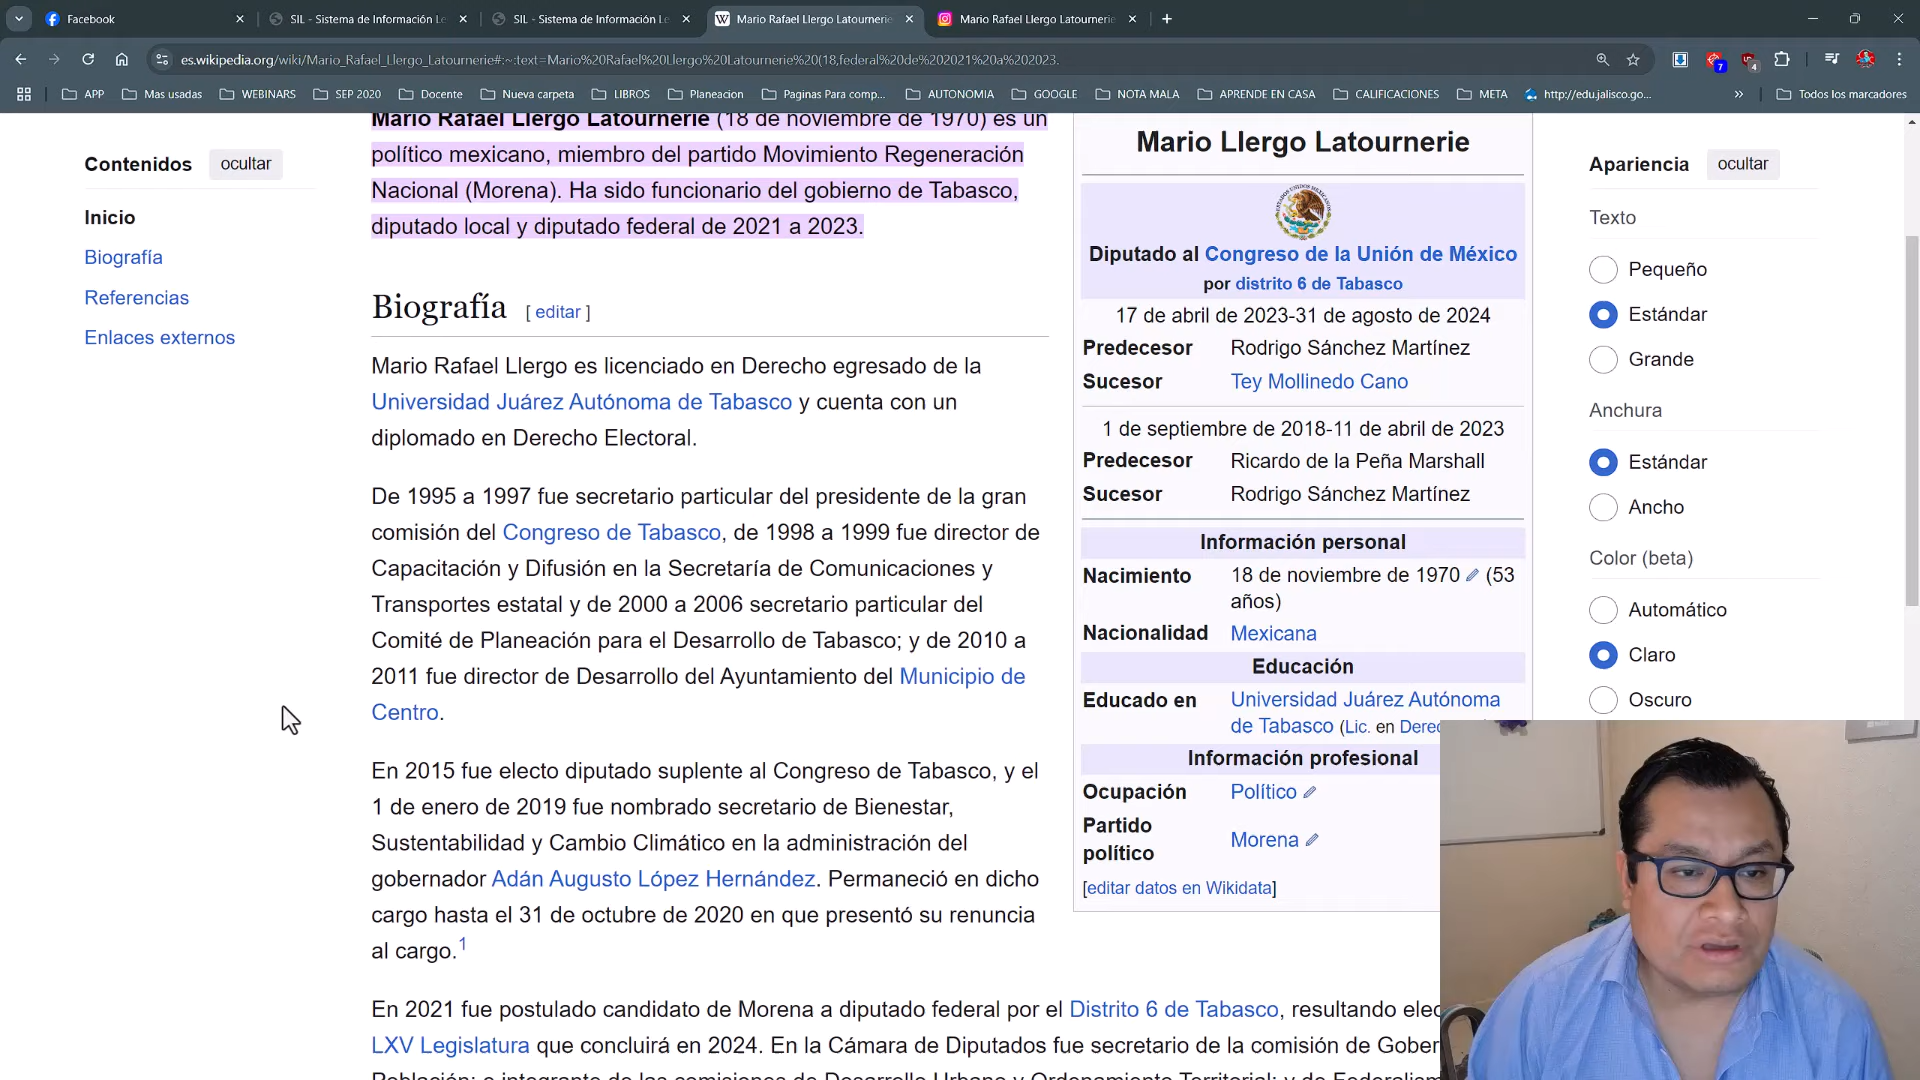 Facebook
SIL - Sistema de Información Le
SIL - Sistema de Información Le
Mario Rafael Llergo Latournerie
Mario Rafael Llergo Latournerie
es.wikipedia.org/wiki/Mario_Rafael_Llergo_Latournerie#:~:text=Mario%20Rafael%20Llergo%20Latournerie%20(18,federal%20de%202021%20a%202023.
7
4
APP
Mas usadas
WEBINARS
SEP 2020
Docente
Nueva carpeta
LIBROS
Planeacion
Paginas Para comp...
AUTONOMIA
GOOGLE
NOTA MALA
APRENDE EN CASA
CALIFICACIONES
META
http://edu.jalisco.go...
»
Todos los marcadores
Contenidos
ocultar
Inicio
Biografía
Referencias
Enlaces externos
Mario Rafael Llergo Latournerie (18 de noviembre de 1970) es un
político mexicano, miembro del partido Movimiento Regeneración
Nacional (Morena). Ha sido funcionario del gobierno de Tabasco,
diputado local y diputado federal de 2021 a 2023.
Biografía [ editar ]
Mario Rafael Llergo es licenciado en Derecho egresado de la
Universidad Juárez Autónoma de Tabasco y cuenta con un
diplomado en Derecho Electoral.
De 1995 a 1997 fue secretario particular del presidente de la gran
comisión del Congreso de Tabasco, de 1998 a 1999 fue director de
Capacitación y Difusión en la Secretaría de Comunicaciones y
Transportes estatal y de 2000 a 2006 secretario particular del
Comité de Planeación para el Desarrollo de Tabasco; y de 2010 a
2011 fue director de Desarrollo del Ayuntamiento del Municipio de
Centro.
En 2015 fue electo diputado suplente al Congreso de Tabasco, y el
1 de enero de 2019 fue nombrado secretario de Bienestar,
Sustentabilidad y Cambio Climático en la administración del
gobernador Adán Augusto López Hernández. Permaneció en dicho
cargo hasta el 31 de octubre de 2020 en que presentó su renuncia
al cargo.1
En 2021 fue postulado candidato de Morena a diputado federal por el Distrito 6 de Tabasco, resultando elec
LXV Legislatura que concluirá en 2024. En la Cámara de Diputados fue secretario de la comisión de Gober
Población; e integrante de las comisiones de Desarrollo Urbano y Ordenamiento Territorial; y de Federalism
Mario Llergo Latournerie
Diputado al Congreso de la Unión de México
por distrito 6 de Tabasco
17 de abril de 2023-31 de agosto de 2024
Predecesor Rodrigo Sánchez Martínez
Sucesor Tey Mollinedo Cano
1 de septiembre de 2018-11 de abril de 2023
Predecesor Ricardo de la Peña Marshall
Sucesor Rodrigo Sánchez Martínez
Información personal
Nacimiento 18 de noviembre de 1970 (53
años)
Nacionalidad Mexicana
Educación
Educado en Universidad Juárez Autónoma
de Tabasco (Lic. en Derec
Información profesional
Ocupación Político
Partido
político Morena
[editar datos en Wikidata]
Apariencia
ocultar
Texto
Pequeño
Estándar
Grande
Anchura
Estándar
Ancho
Color (beta)
Automático
Claro
Oscuro